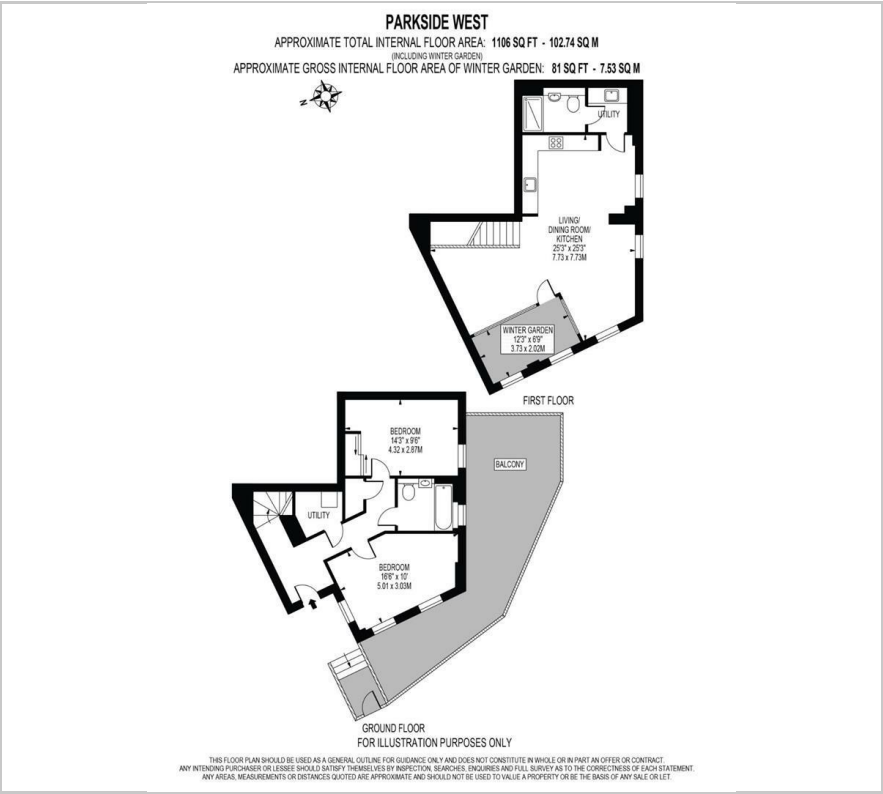 PARKSIDE WEST
APPROXIMATE TOTAL INTERNAL FLOOR AREA: 1106 SQ FT - 102.74 SQ M
(INCLUDING WINTER GARDEN)
APPROXIMATE GROSS INTERNAL FLOOR AREA OF WINTER GARDEN: 81 SQ FT - 7.53 SQ M
N
UTILITY
LIVING/
DINING ROOM/
KITCHEN
25'3" x 25'3"
7.73 x 7.73M
WINTER GARDEN
12'3" x 6'9"
3.73 x 2.02M
FIRST FLOOR
BEDROOM
14'3" x 9'6"
4.32 x 2.87M
BALCONY
UTILITY
BEDROOM
16'6" x 10'
5.01 x 3.03M
GROUND FLOOR
FOR ILLUSTRATION PURPOSES ONLY
THIS FLOOR PLAN SHOULD BE USED AS A GENERAL OUTLINE FOR GUIDANCE ONLY AND DOES NOT CONSTITUTE IN WHOLE OR IN PART AN OFFER OR CONTRACT.
ANY INTENDING PURCHASER OR LESSEE SHOULD SATISFY THEMSELVES BY INSPECTION, SEARCHES, ENQUIRIES AND FULL SURVEY AS TO THE CORRECTNESS OF EACH STATEMENT.
ANY AREAS, MEASUREMENTS OR DISTANCES QUOTED ARE APPROXIMATE AND SHOULD NOT BE USED TO VALUE A PROPERTY OR BE THE BASIS OF ANY SALE OR LET.